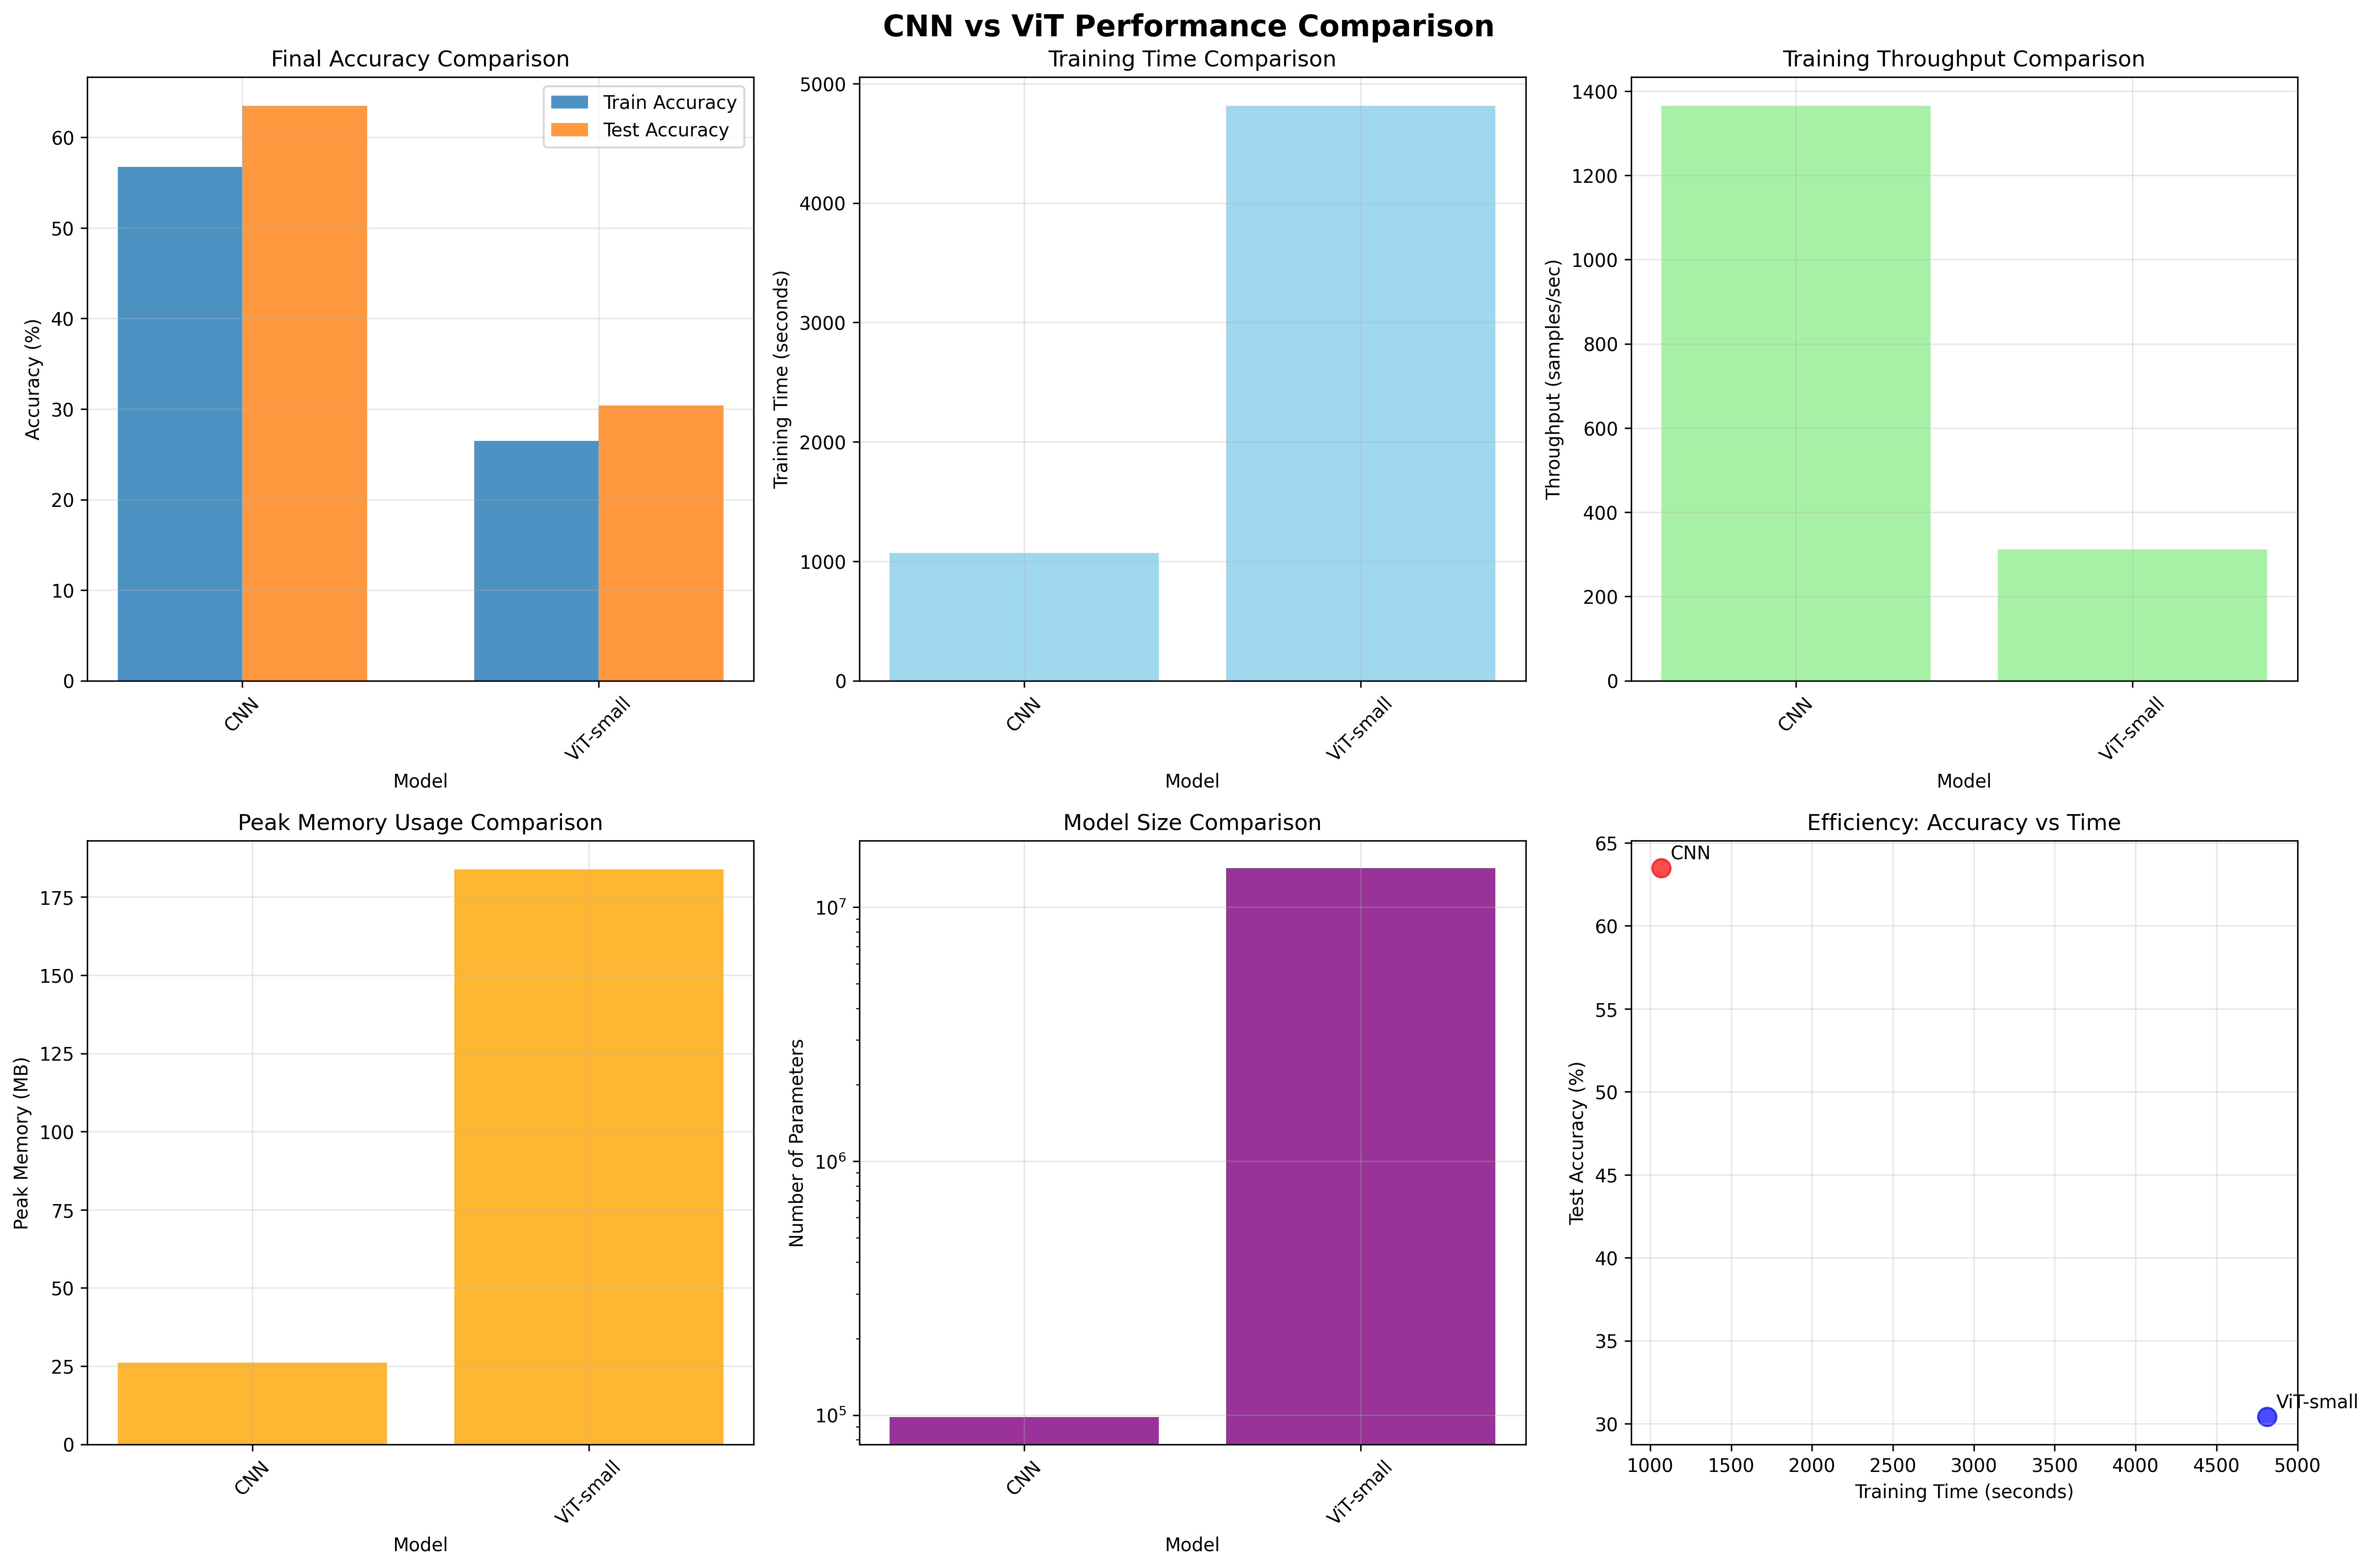 CNN vs ViT Performance Comparison
Final Accuracy Comparison
Train Accuracy
Test Accuracy
Accuracy (%)
60
50
40
30
20
10
0
CNN
ViT-small
Model
Training Time Comparison
Training Time (seconds)
5000
4000
3000
2000
1000
0
CNN
ViT-small
Model
Training Throughput Comparison
Throughput (samples/sec)
1400
1200
1000
800
600
400
200
0
CNN
ViT-small
Model
Peak Memory Usage Comparison
Peak Memory (MB)
175
150
125
100
75
50
25
0
CNN
ViT-small
Model
Model Size Comparison
Number of Parameters
10⁷
10⁶
10⁵
CNN
ViT-small
Model
Efficiency: Accuracy vs Time
Test Accuracy (%)
65
60
55
50
45
40
35
30
CNN
ViT-small
1000 1500 2000 2500 3000 3500 4000 4500 5000
Training Time (seconds)